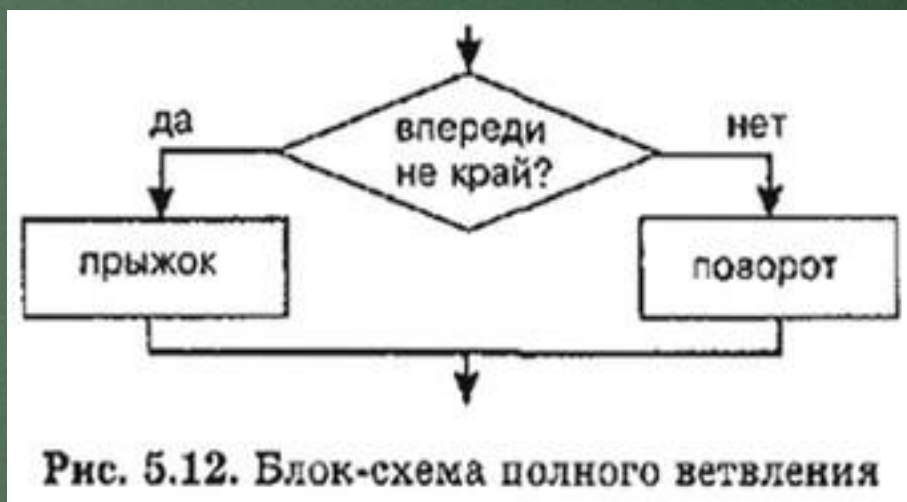 да
впереди
не край?
нет
прыжок
поворот
Рис. 5.12. Блок-схема полного ветвления